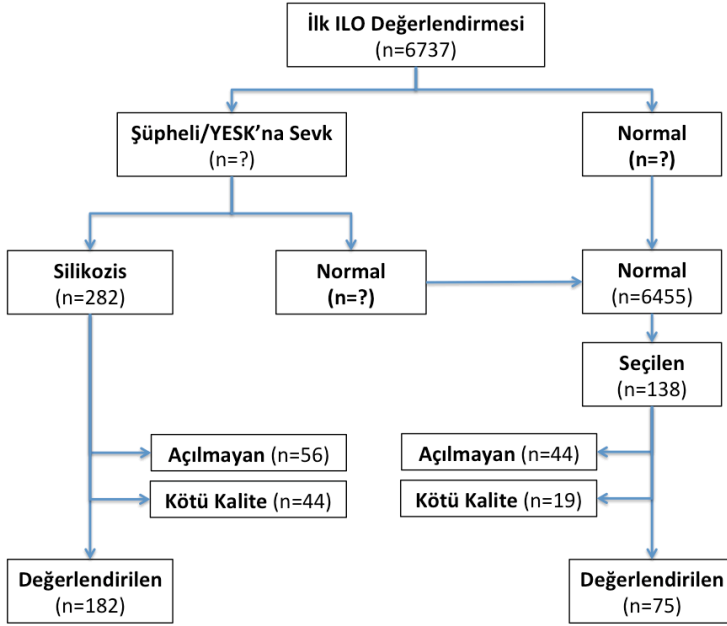 İlk ILO Değerlendirmesi
(n=6737)
Şüpheli/YESK'na Sevk
(n=?)
Normal
(n=?)
Silikozis
(n=282)
Normal
(n=?)
Normal
(n=6455)
Seçilen
(n=138)
Açılmayan (n=56)
Açılmayan (n=44)
Kötü Kalite (n=44)
Kötü Kalite (n=19)
Değerlendirilen
(n=182)
Değerlendirilen
(n=75)